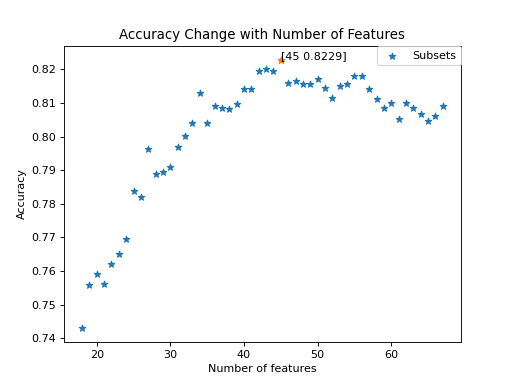 Accuracy Change with Number of Features
[45 0.8229]
Subsets
0.82
0.81
0.80
0.79
0.78
0.77
0.76
0.75
0.74
Accuracy
20 30 40 50 60
Number of features